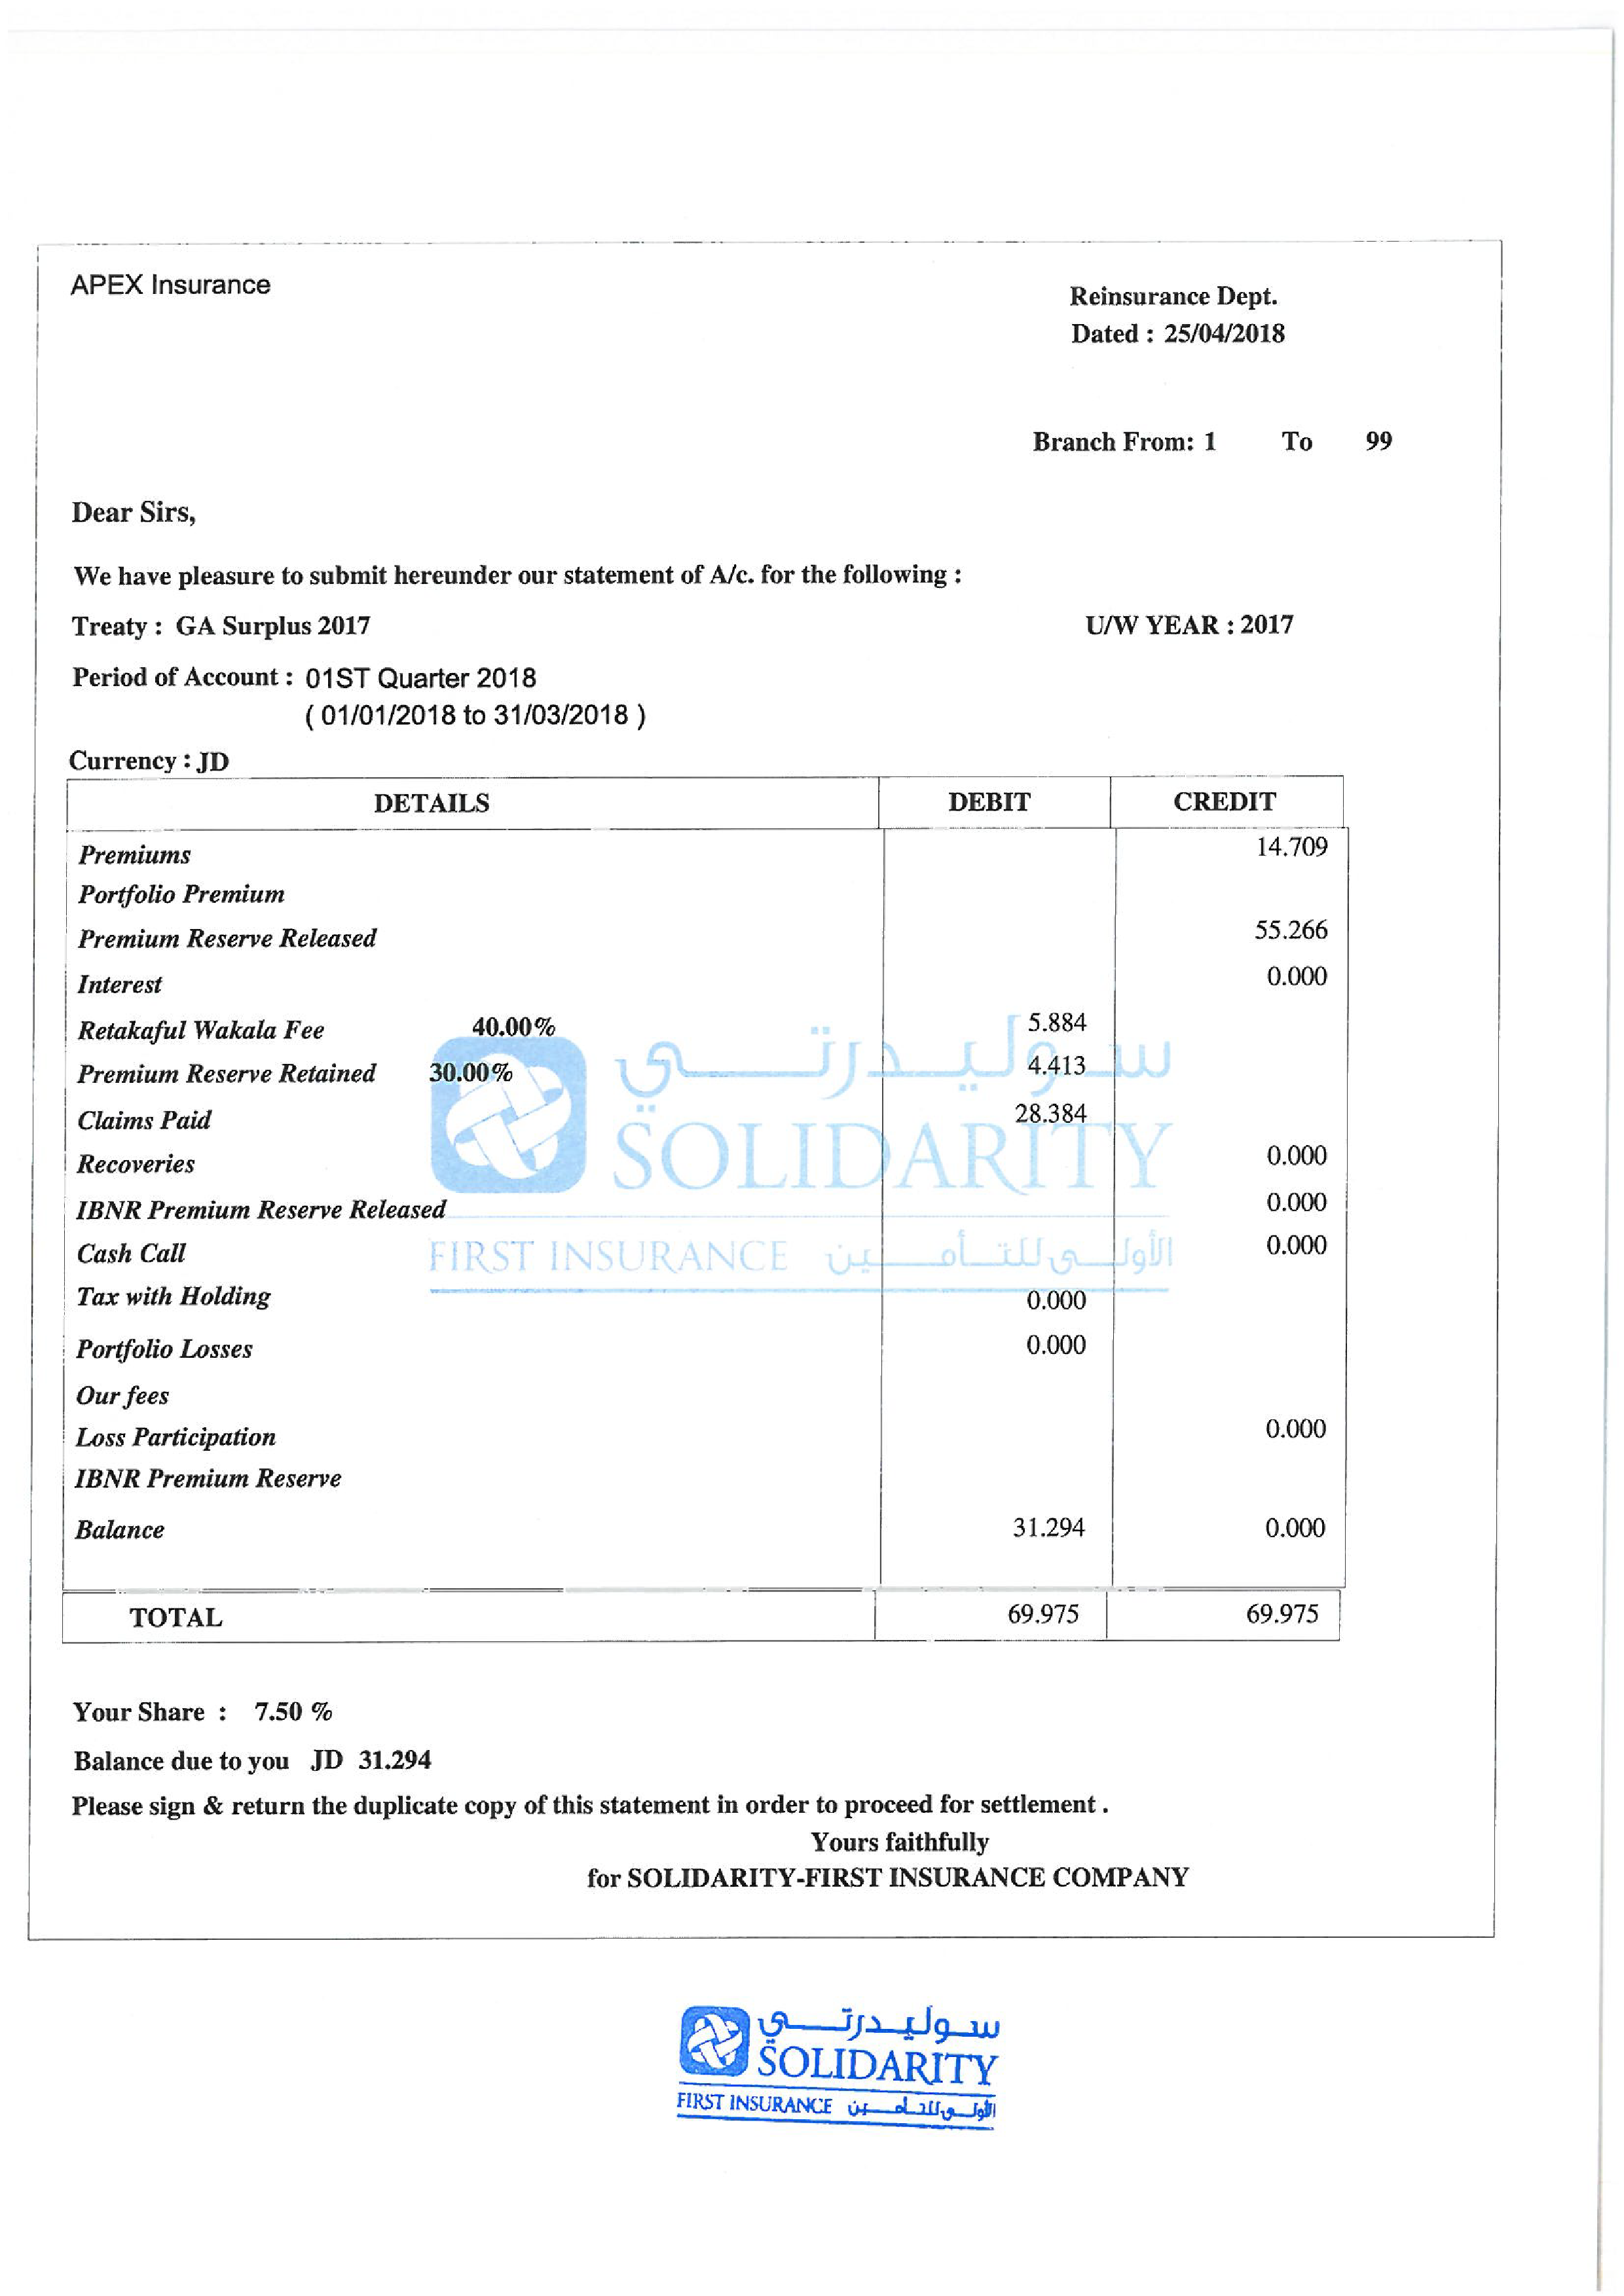 APEX Insurance
Reinsurance Dept.
Dated : 25/04/2018
Branch From: 1 To 99
Dear Sirs,
We have pleasure to submit hereunder our statement of A/c. for the following :
Treaty : GA Surplus 2017 U/W YEAR : 2017
Period of Account : 01ST Quarter 2018
( 01/01/2018 to 31/03/2018 )
Currency : JD
DETAILS DEBIT CREDIT
Premiums 14.709
Portfolio Premium
Premium Reserve Released 55.266
Interest 0.000
Retakaful Wakala Fee 40.00% 5.884
Premium Reserve Retained 30.00% 4.413
Claims Paid 28.384
Recoveries 0.000
IBNR Premium Reserve Released 0.000
Cash Call 0.000
Tax with Holding 0.000
Portfolio Losses 0.000
Our fees
Loss Participation 0.000
IBNR Premium Reserve
Balance 31.294 0.000
TOTAL 69.975 69.975
سوليدرتي
SOLIDARITY
FIRST INSURANCE الأولى للتأمين
Your Share : 7.50 %
Balance due to you JD 31.294
Please sign & return the duplicate copy of this statement in order to proceed for settlement .
Yours faithfully
for SOLIDARITY-FIRST INSURANCE COMPANY
سوليدرتي
SOLIDARITY
FIRST INSURANCE الأولى للتأمين